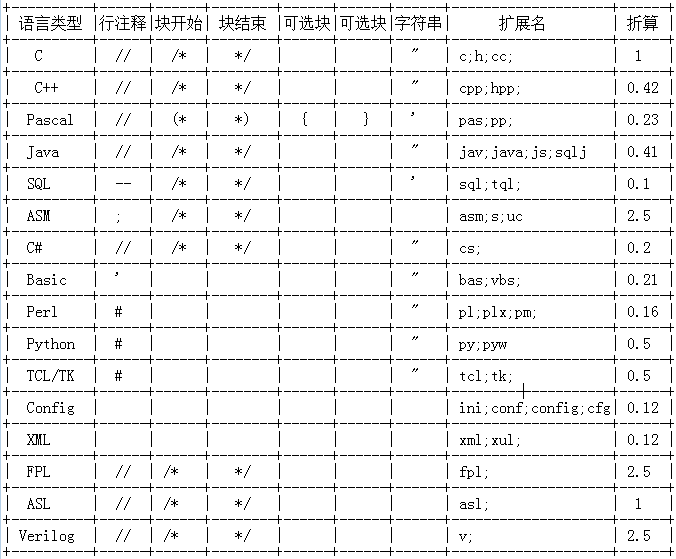 语言类型 行注释 块开始 块结束 可选块 可选块 字符串 扩展名 折算
C // /* */ " c;h;cc; 1
C++ // /* */ " cpp;hpp; 0.42
Pascal // (* *) { } ' pas;pp; 0.23
Java // /* */ " jav;java;js;sqlj 0.41
SQL -- /* */ ' sql;tql; 0.1
ASM ; /* */ asm;s;uc 2.5
C# // /* */ " cs; 0.2
Basic ' " bas;vbs; 0.21
Perl # " pl;plx;pm; 0.16
Python # " py;pyw 0.5
TCL/TK # " tcl;tk; 0.5
Config ini;conf;config;cfg 0.12
XML xml;xul; 0.12
FPL // /* */ fpl; 2.5
ASL // /* */ asl; 1
Verilog // /* */ v; 2.5